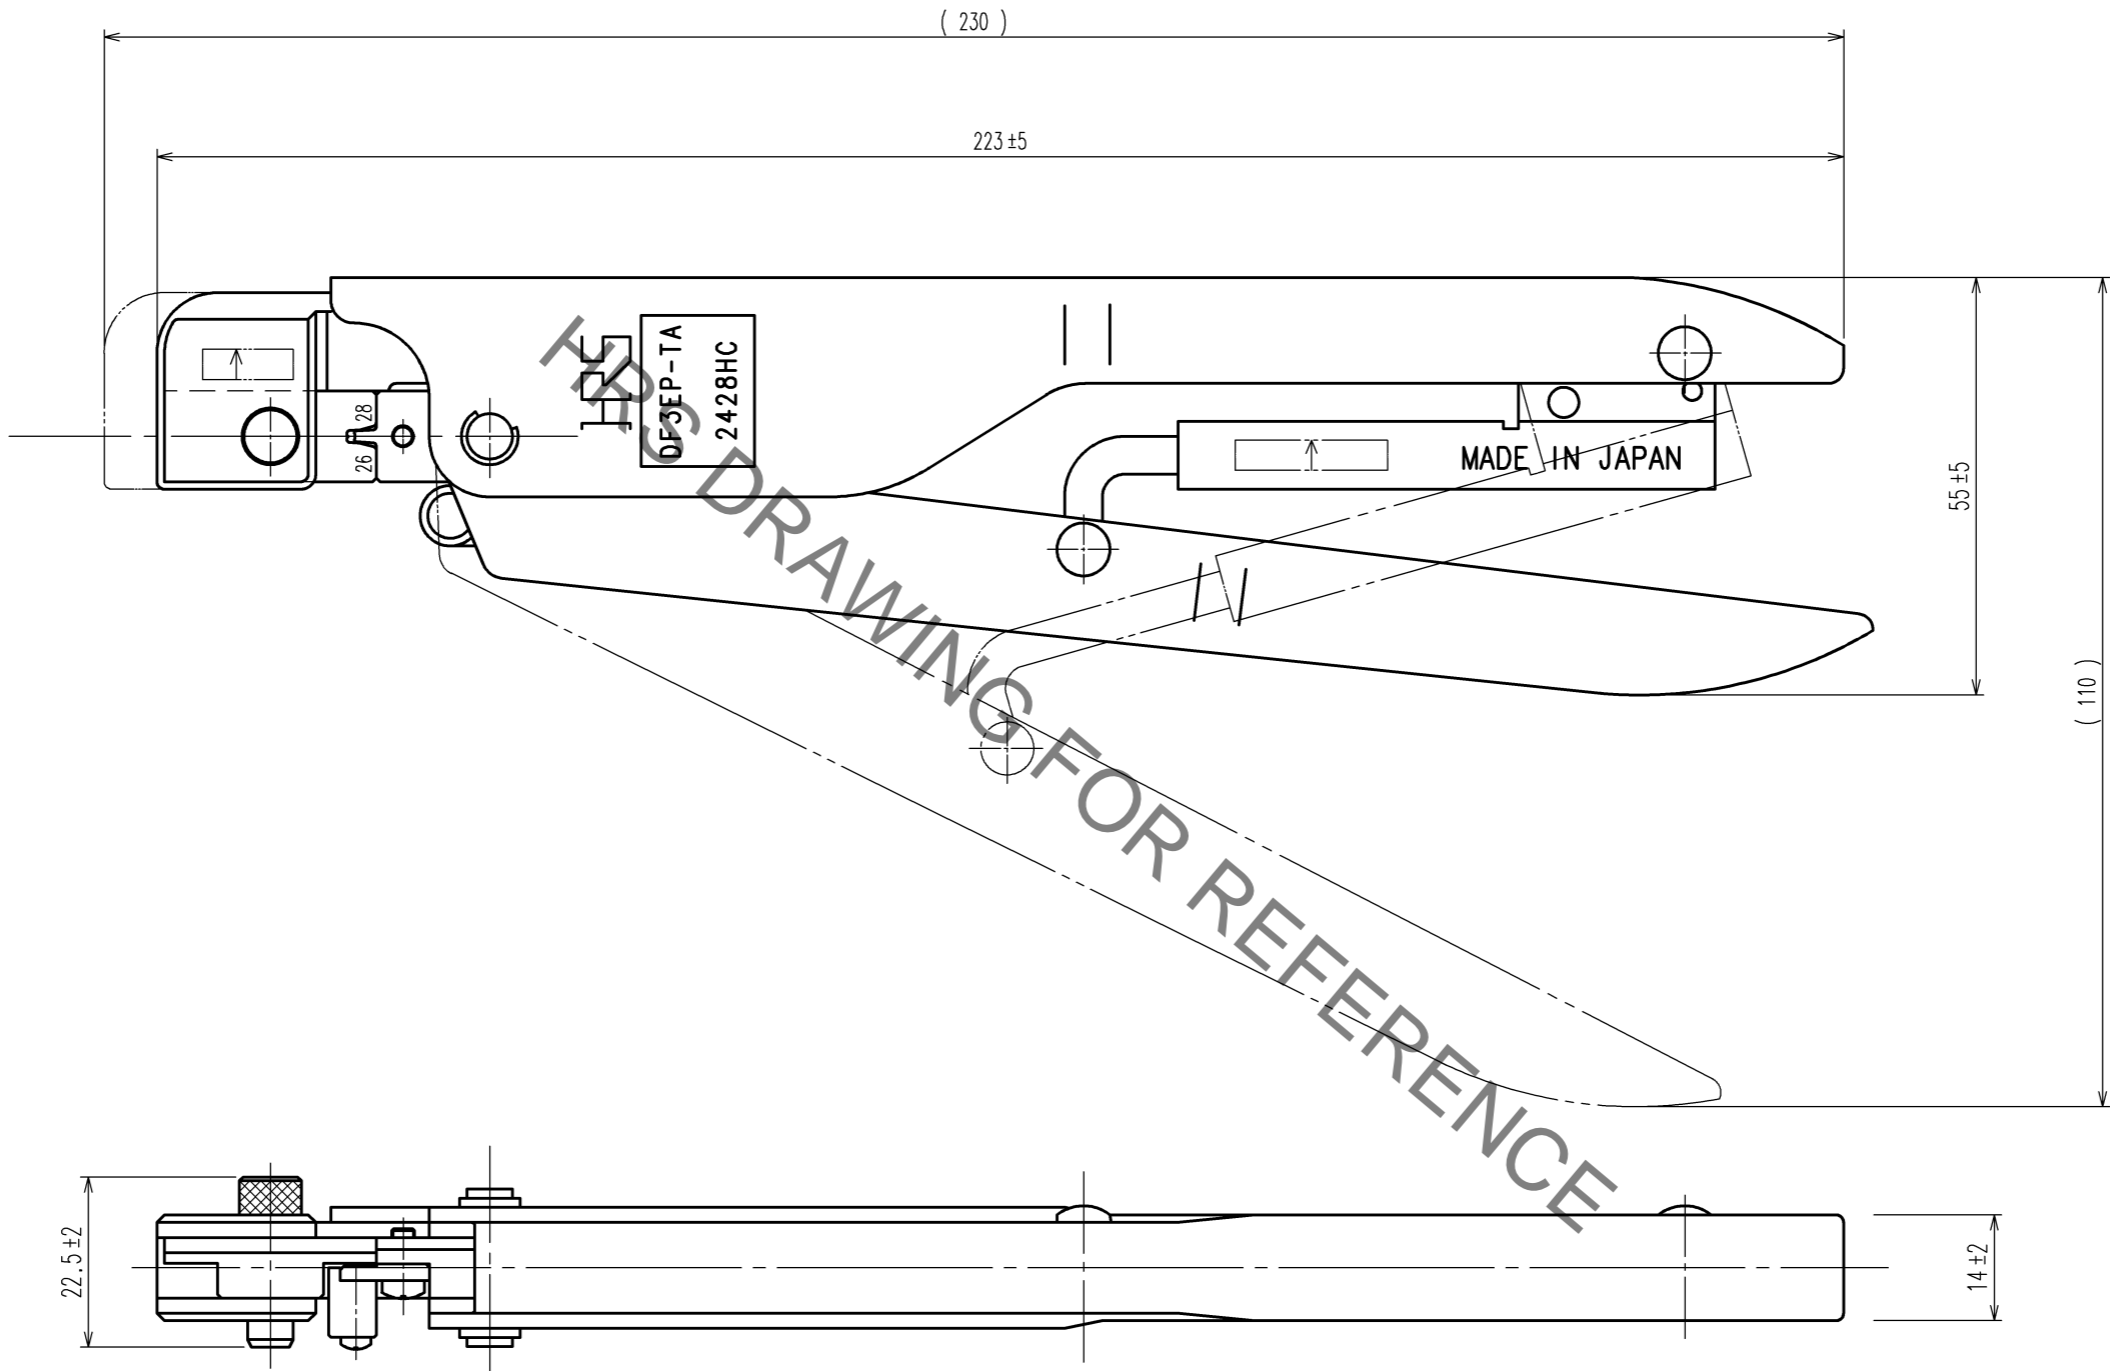 ( 230 )
223±5
HRS
DF3EP-TA
2428HC
28
26
MADE IN JAPAN
55±5
( 110 )
HRS DRAWING FOR REFERENCE
22.5±2
14±2